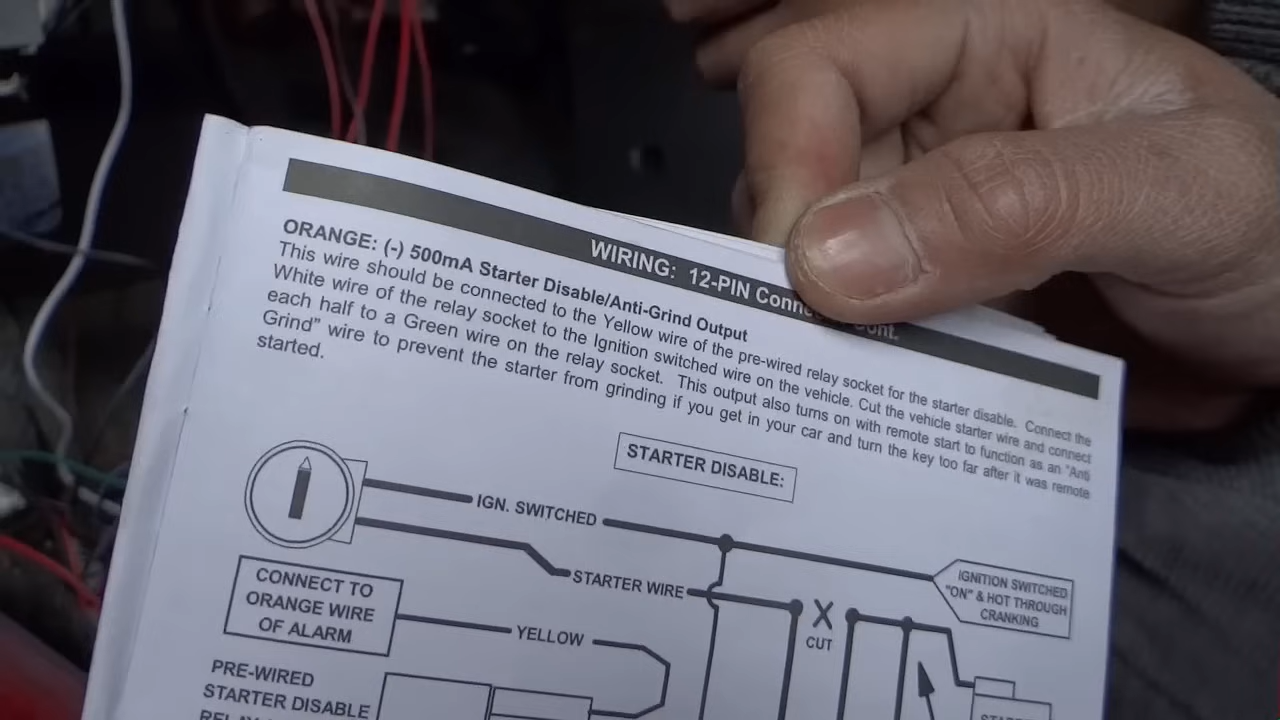 WIRING: 12-PIN Cont.
ORANGE: (-) 500mA Starter Disable/Anti-Grind Output
This wire should be connected to the Yellow wire of the pre-wired relay socket for the starter disable. Connect the
White wire of the relay socket to the Ignition switched wire on the vehicle. Cut the vehicle starter wire and connect
each half to a Green wire on the relay socket. This output also turns on with remote start to function as an "Anti
Grind" wire to prevent the starter from grinding if you get in your car and turn the key too far after it was remote
started.
STARTER DISABLE:
IGN. SWITCHED
STARTER WIRE
IGNITION SWITCHED
"ON" & HOT THROUGH
CRANKING
CONNECT TO
ORANGE WIRE
OF ALARM
YELLOW
X
CUT
PRE-WIRED
STARTER DISABLE